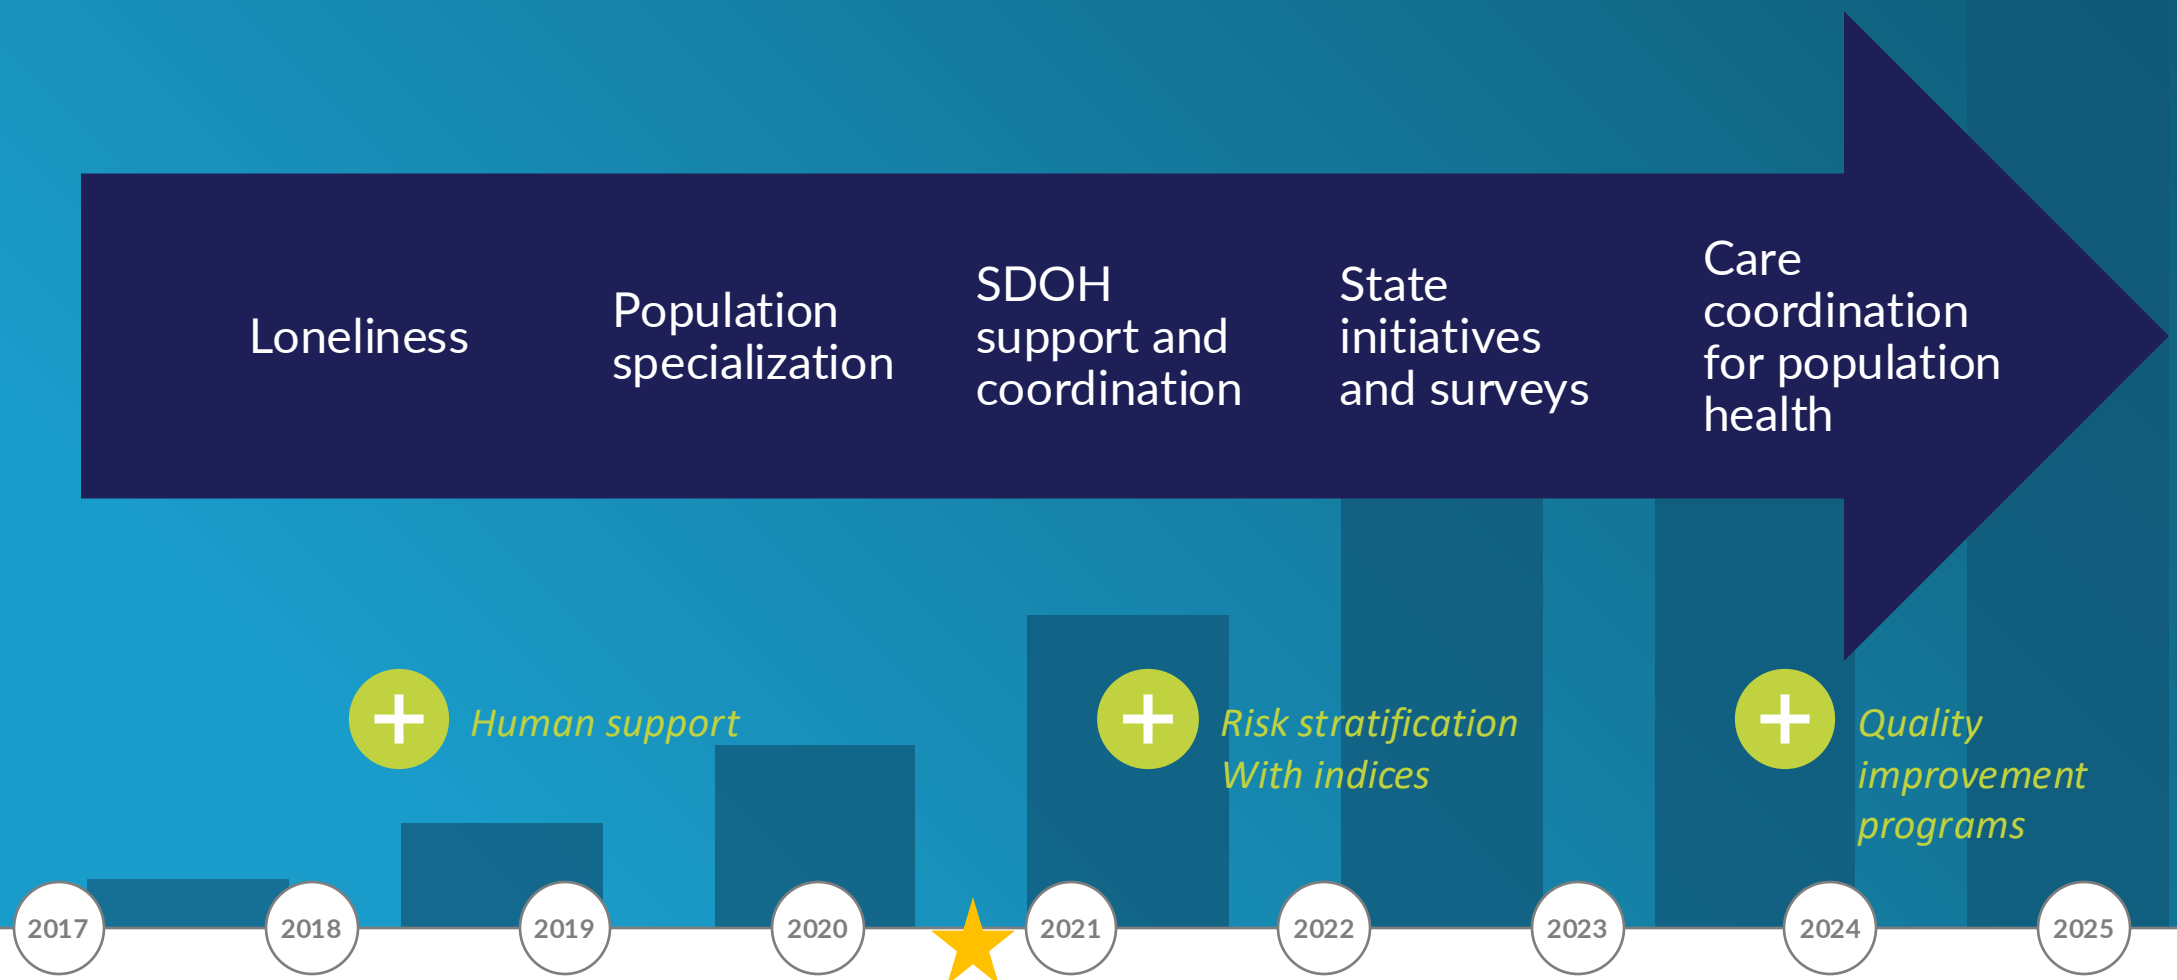 Loneliness
Population
specialization
SDOH
support and
coordination
State
initiatives
and surveys
Care
coordination
for population
health
Human support
Risk stratification
With indices
Quality
improvement
programs
2017
2018
2019
2020
2021
2022
2023
2024
2025